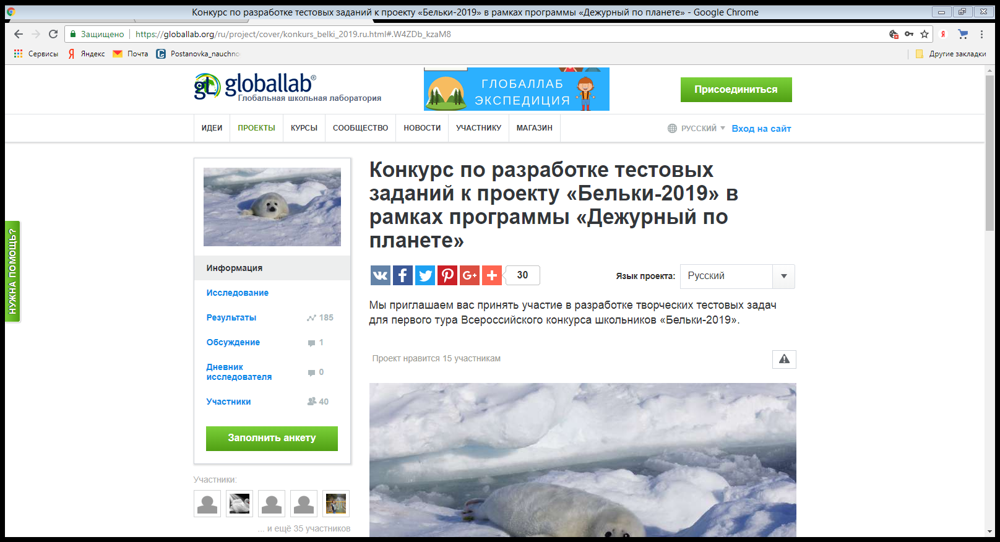 Конкурс по разработке тестовых заданий к проекту «Бельки-2019» в рамках программы «Дежурный по планете» - Google Chrome
Защищено
https://globallab.org/ru/project/cover/konkurs_belki_2019.ru.html#.W4ZDb_kzaM8
Сервисы
Яндекс
Почта
Postanovka_nauchno
Другие закладки
gL globallab®
Глобальная школьная лаборатория
ГЛОБАЛЛАБ
ЭКСПЕДИЦИЯ
Присоединиться
ИДЕИ
ПРОЕКТЫ
КУРСЫ
СООБЩЕСТВО
НОВОСТИ
УЧАСТНИКУ
МАГАЗИН
РУССКИЙ
Вход на сайт
НУЖНА ПОМОЩЬ?
Информация
Исследование
Результаты 185
Обсуждение 1
Дневник
исследователя 0
Участники 40
Заполнить анкету
Участники:
... и ещё 35 участников
Конкурс по разработке тестовых
заданий к проекту «Бельки-2019» в
рамках программы «Дежурный по
планете»
30
Язык проекта: Русский
Мы приглашаем вас принять участие в разработке творческих тестовых задач
для первого тура Всероссийского конкурса школьников «Бельки-2019».
Проект нравится 15 участникам